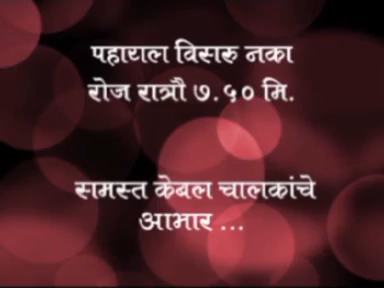 पहायला विसरु नका
रोज रात्रौ ७.५० मि.
समस्त केबल चालकांचे
आभार ...